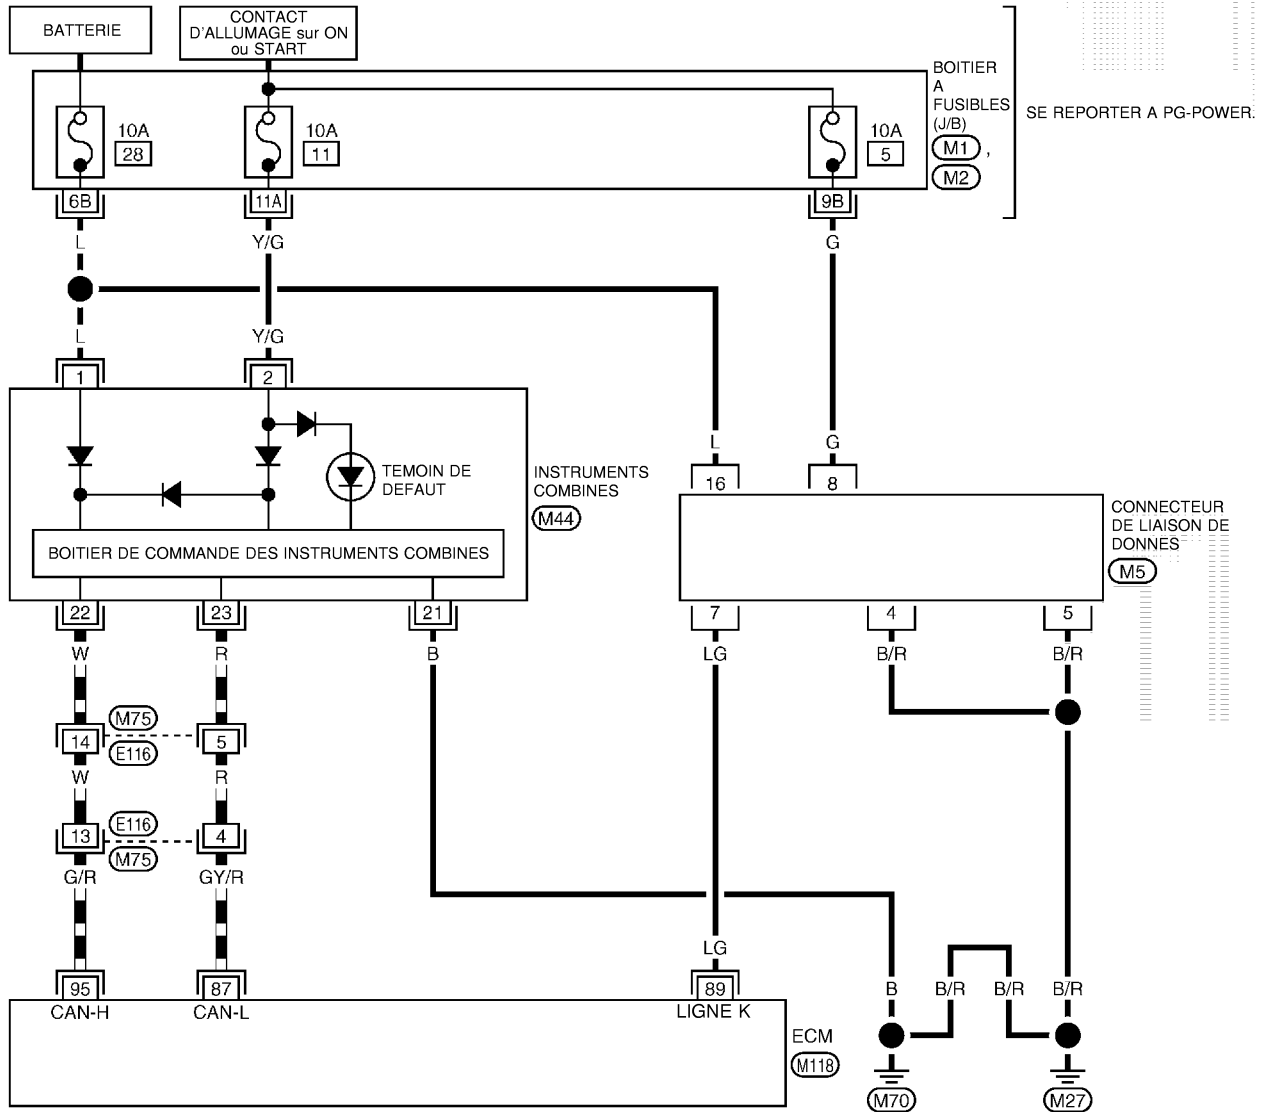 BATTERIE
CONTACT
D'ALLUMAGE sur ON
ou START
BOITIER
A
FUSIBLES
(J/B)
M1 ,
M2
SE REPORTER A PG-POWER.
10A
28
10A
11
10A
5
6B
11A
9B
L
Y/G
G
L
Y/G
1
2
L
G
16
8
TEMOIN DE
DEFAUT
INSTRUMENTS
COMBINES
M44
BOITIER DE COMMANDE DES INSTRUMENTS COMBINES
CONNECTEUR
DE LIAISON DE
DONNES
M5
22
23
21
7
4
5
W
R
B
LG
B/R
B/R
M75
14
5
E116
W
R
E116
13
4
M75
G/R
GY/R
LG
95
87
89
B
B/R
B/R
B/R
CAN-H
CAN-L
LIGNE K
ECM
M118
M70
M27